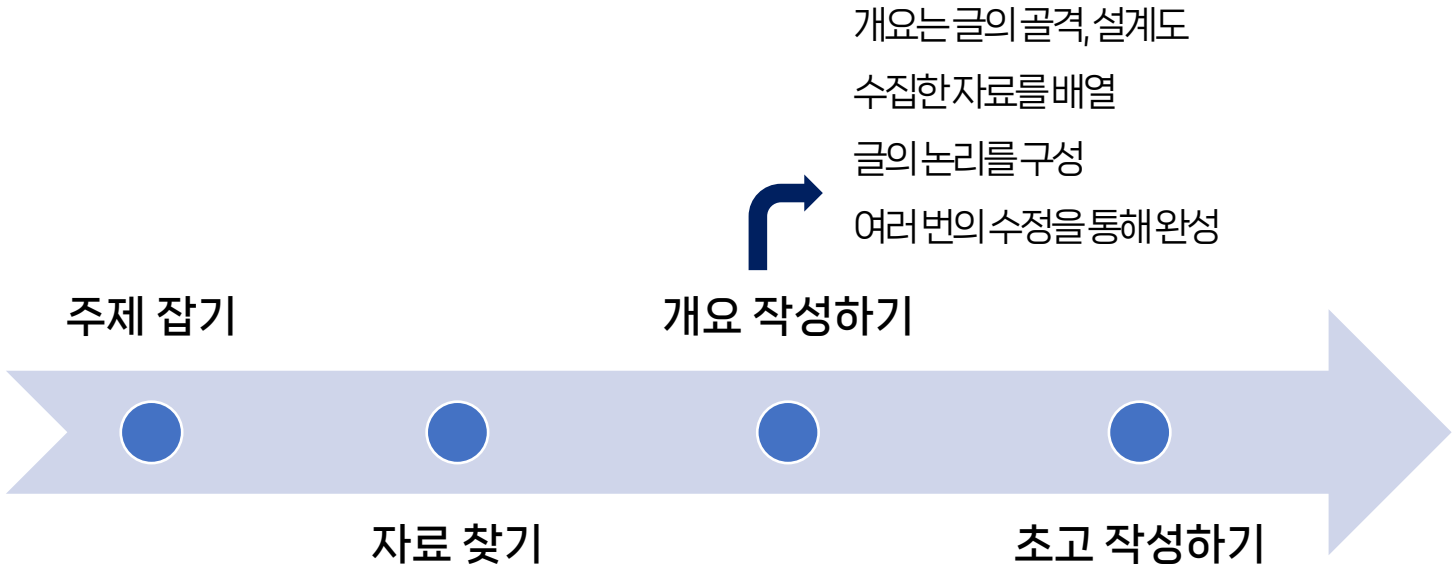 개요는 글의 골격, 설계도
수집한 자료를 배열
글의 논리를 구성
여러 번의 수정을 통해 완성
주제 잡기
개요 작성하기
자료 찾기
초고 작성하기